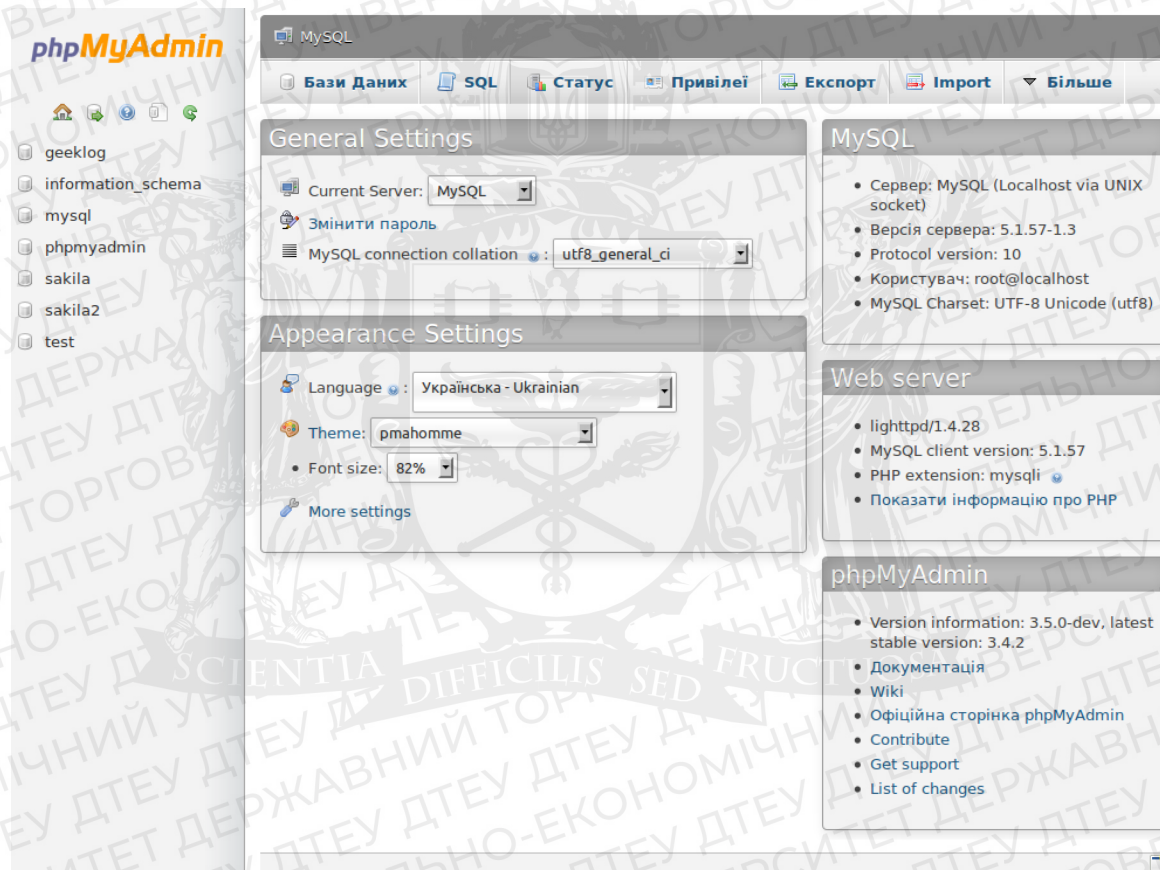 phpMyAdmin
geeklog
information_schema
mysql
phpmyadmin
sakila
sakila2
test
MySQL
Бази Даних
SQL
Статус
Привілеї
Експорт
Import
Більше
General Settings
Current Server: MySQL
Змінити пароль
MySQL connection collation : utf8_general_ci
Appearance Settings
Language : Українська - Ukrainian
Theme: pmahomme
Font size: 82%
More settings
MySQL
Сервер: MySQL (Localhost via UNIX
socket)
Версія сервера: 5.1.57-1.3
Protocol version: 10
Користувач: root@localhost
MySQL Charset: UTF-8 Unicode (utf8)
Web server
lighttpd/1.4.28
MySQL client version: 5.1.57
PHP extension: mysqli
Показати інформацію про PHP
phpMyAdmin
Version information: 3.5.0-dev, latest
stable version: 3.4.2
Документація
Wiki
Офіційна сторінка phpMyAdmin
Contribute
Get support
List of changes
SCIENTIA DIFFICILIS SED FRUCTUOSA